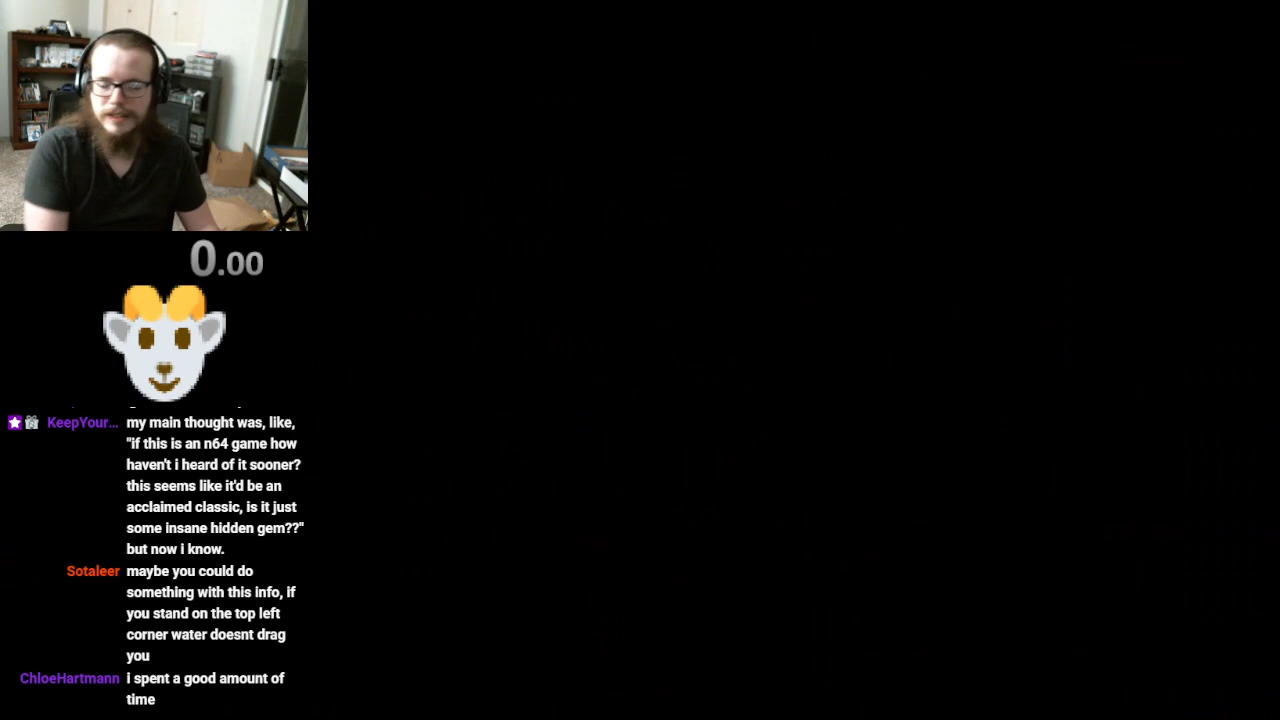 0.00
KeepYour... my main thought was, like,
"if this is an n64 game how
haven't i heard of it sooner?
this seems like it'd be an
acclaimed classic, is it just
some insane hidden gem??"
but now i know.
Sotaleer maybe you could do
something with this info, if
you stand on the top left
corner water doesnt drag
you
ChloeHartmann i spent a good amount of
time